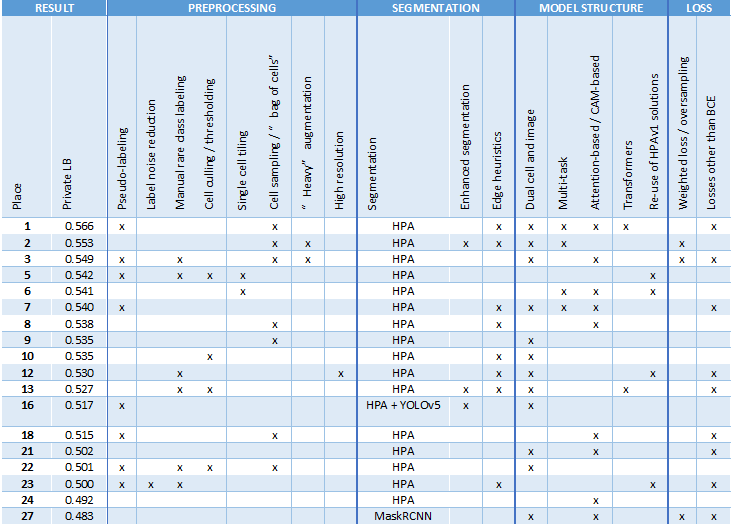 RESULT PREPROCESSING SEGMENTATION MODEL STRUCTURE LOSS
Place Private LB Pseudo-labeling Label noise reduction Manual rare class labeling Cell culling / thresholding Single cell tiling Cell sampling / “ bag of cells” “ Heavy” augmentation High resolution Segmentation Enhanced segmentation Edge heuristics Dual cell and image Multi-task Attention-based / CAM-based Transformers Re-use of HPAv1 solutions Weighted loss / oversampling Losses other than BCE
1 0.566 x x HPA x x x x x x
2 0.553 x x HPA x x x x x x
3 0.549 x x x x HPA x x x x
5 0.542 x x x x HPA x
6 0.541 x HPA x x x
7 0.540 x HPA x x x x x
8 0.538 x HPA x x
9 0.535 x HPA x
10 0.535 x HPA x x
12 0.530 x x HPA x x x x
13 0.527 x x HPA x x x x x
16 0.517 x HPA + YOLOv5 x x
18 0.515 x x HPA x x
21 0.502 HPA x x x
22 0.501 x x x x HPA x
23 0.500 x x x HPA x x x
24 0.492 HPA x
27 0.483 MaskRCNN x x x x